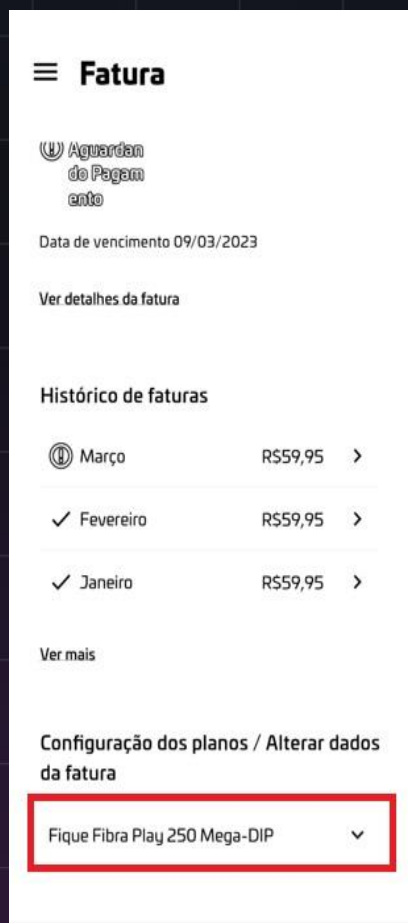 Fatura
Aguardan
do Pagam
ento
Data de vencimento 09/03/2023
Ver detalhes da fatura
Histórico de faturas
Março R$59,95
Fevereiro R$59,95
Janeiro R$59,95
Ver mais
Configuração dos planos / Alterar dados
da fatura
Fique Fibra Play 250 Mega-DIP